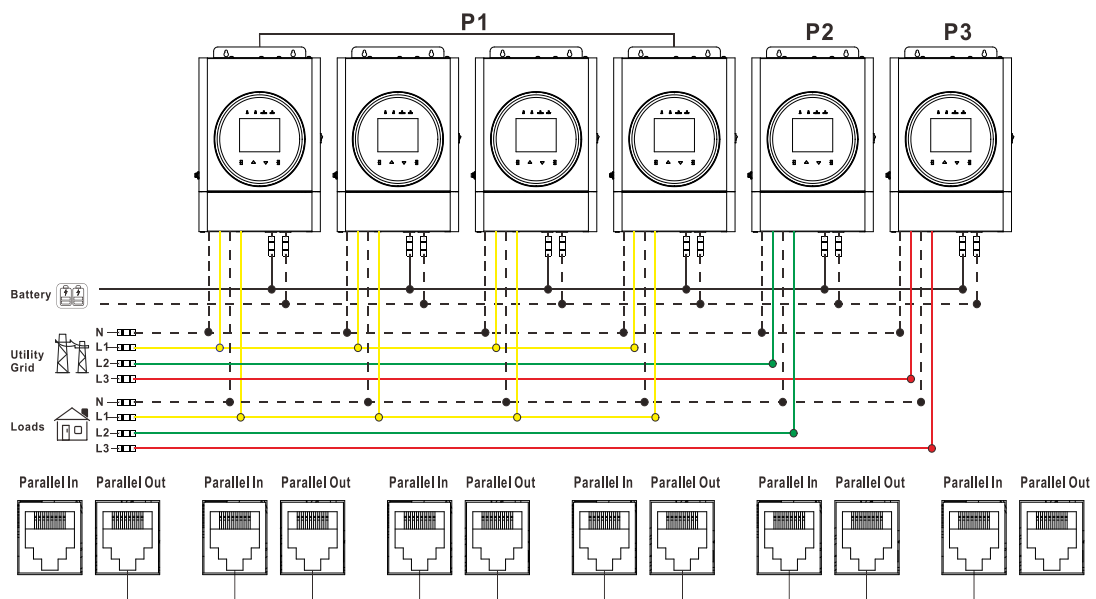 P1
P2
P3
Battery
Utility
Grid
N
L1
L2
L3
Loads
N
L1
L2
L3
Parallel In
Parallel Out
Parallel In
Parallel Out
Parallel In
Parallel Out
Parallel In
Parallel Out
Parallel In
Parallel Out
Parallel In
Parallel Out